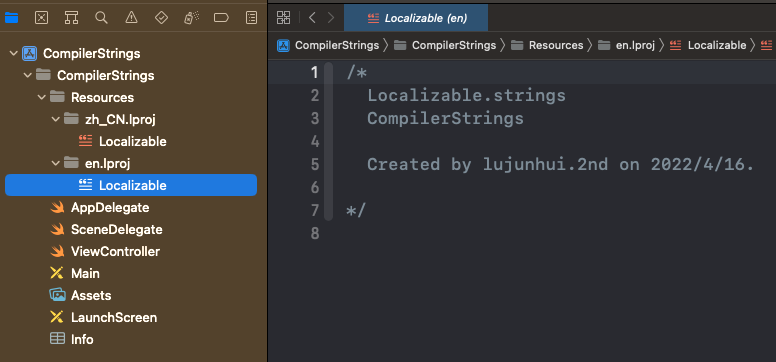 CompilerStrings
CompilerStrings
Resources
zh_CN.lproj
Localizable
en.lproj
Localizable
AppDelegate
SceneDelegate
ViewController
Main
Assets
LaunchScreen
Info
Localizable (en)
CompilerStrings 〉 CompilerStrings 〉 Resources 〉 en.lproj 〉 Localizable 〉
1 /*
2 Localizable.strings
3 CompilerStrings
4
5 Created by lujunhui.2nd on 2022/4/16.
6
7 */
8